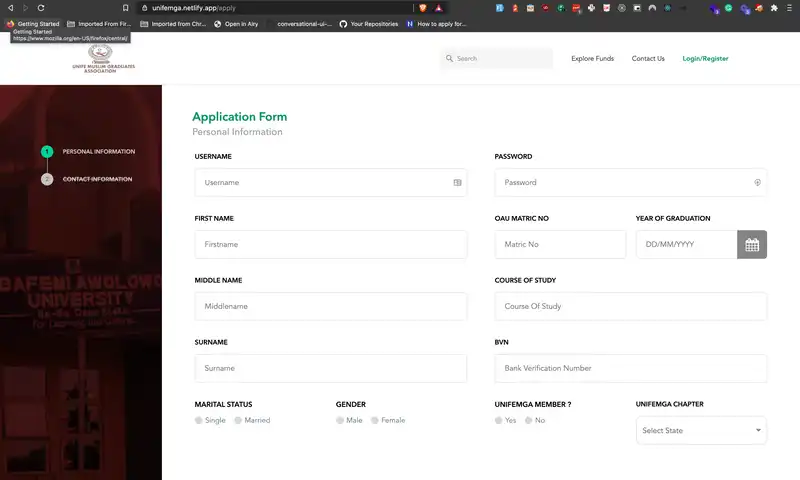 unifemga.netlify.app/apply
Getting Started
Imported From Fir...
Imported from Chr...
Open in Airy
conversational-ui-...
Your Repositories
How to apply for...
Getting Started
https://www.mozilla.org/en-US/firefox/central/
UNIFE MUSLIM GRADUATES
ASSOCIATION
Search
Explore Funds
Contact Us
Login/Register
1 PERSONAL INFORMATION
2 CONTACT INFORMATION
BAFEMI AWOLOWO
UNIVERSITY
For Learning and Culture
Application Form
Personal Information
USERNAME
PASSWORD
Username
Password
FIRST NAME
OAU MATRIC NO
YEAR OF GRADUATION
Firstname
Matric No
DD/MM/YYYY
MIDDLE NAME
COURSE OF STUDY
Middlename
Course Of Study
SURNAME
BVN
Surname
Bank Verification Number
MARITAL STATUS
GENDER
UNIFEMGA MEMBER ?
UNIFEMGA CHAPTER
Single
Married
Male
Female
Yes
No
Select State